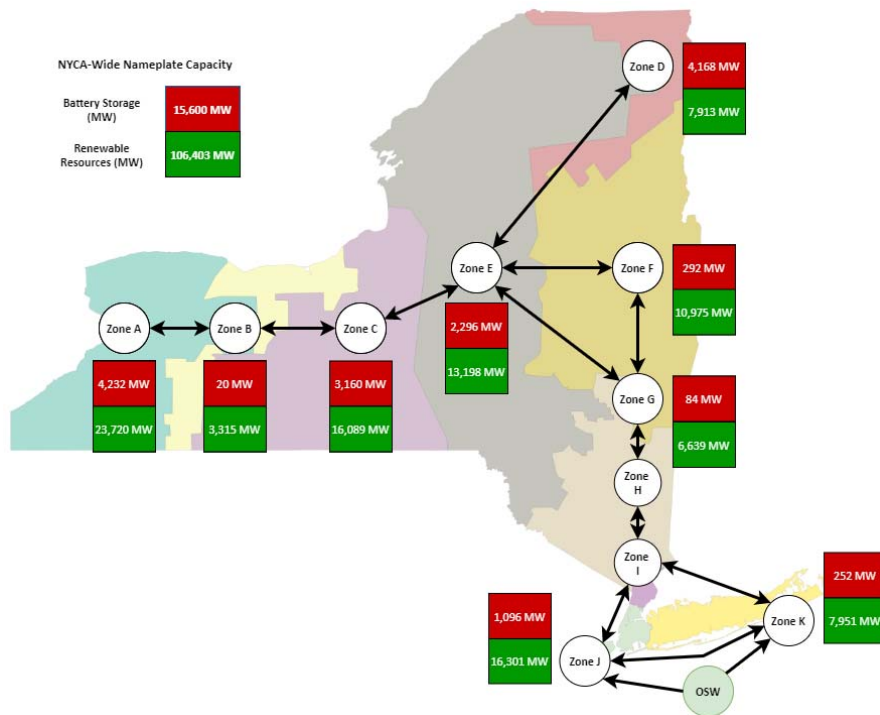 NYCA-Wide Nameplate Capacity
Battery Storage
(MW)
15,600 MW
Renewable
Resources (MW)
106,403 MW
Zone D
4,168 MW
7,913 MW
Zone E
2,296 MW
13,198 MW
Zone F
292 MW
10,975 MW
Zone A
4,232 MW
23,720 MW
Zone B
20 MW
3,315 MW
Zone C
3,160 MW
16,089 MW
Zone G
84 MW
6,639 MW
Zone
H
Zone
I
1,096 MW
16,301 MW
Zone J
252 MW
7,951 MW
Zone K
OSW